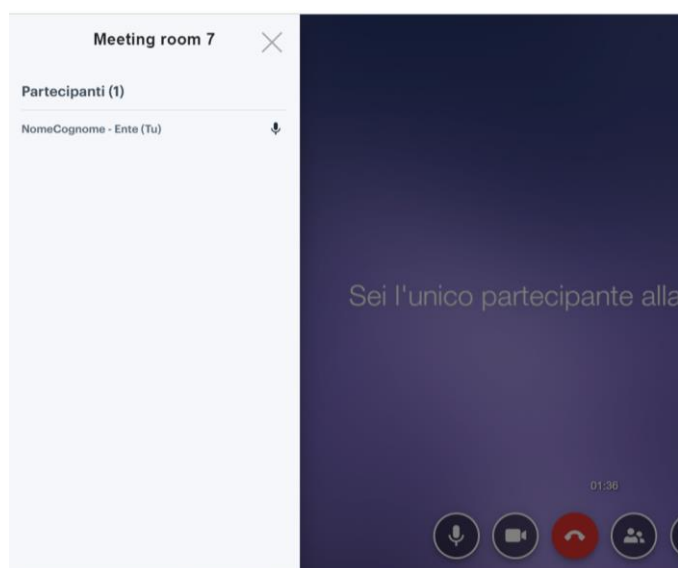 Meeting room 7
Partecipanti (1)
NomeCognome - Ente (Tu)
Sei l'unico partecipante alla
01:36